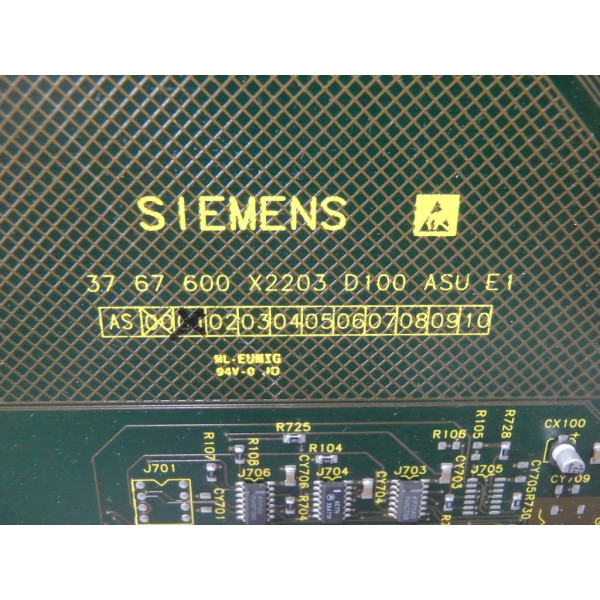 SIEMENS
37 67 600 X2203 D100 ASU E1
AS 00 01 02 03 04 05 06 07 08 09 10
ML-EUMIG
94V-0
R725
R106
R105
R728
CX100
R107
R108
R104
J701
J706
CY706
J704
J703
CY703
J705
CY709
CY701
R704
CY704
CY705
R730